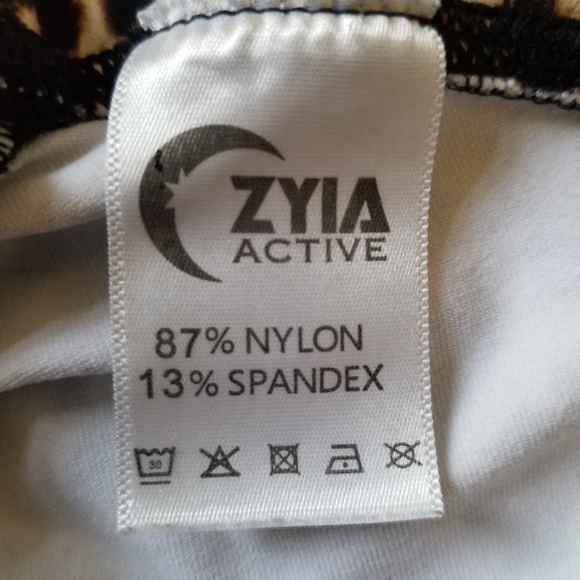 ZYIA
ACTIVE
87% NYLON
13% SPANDEX
30